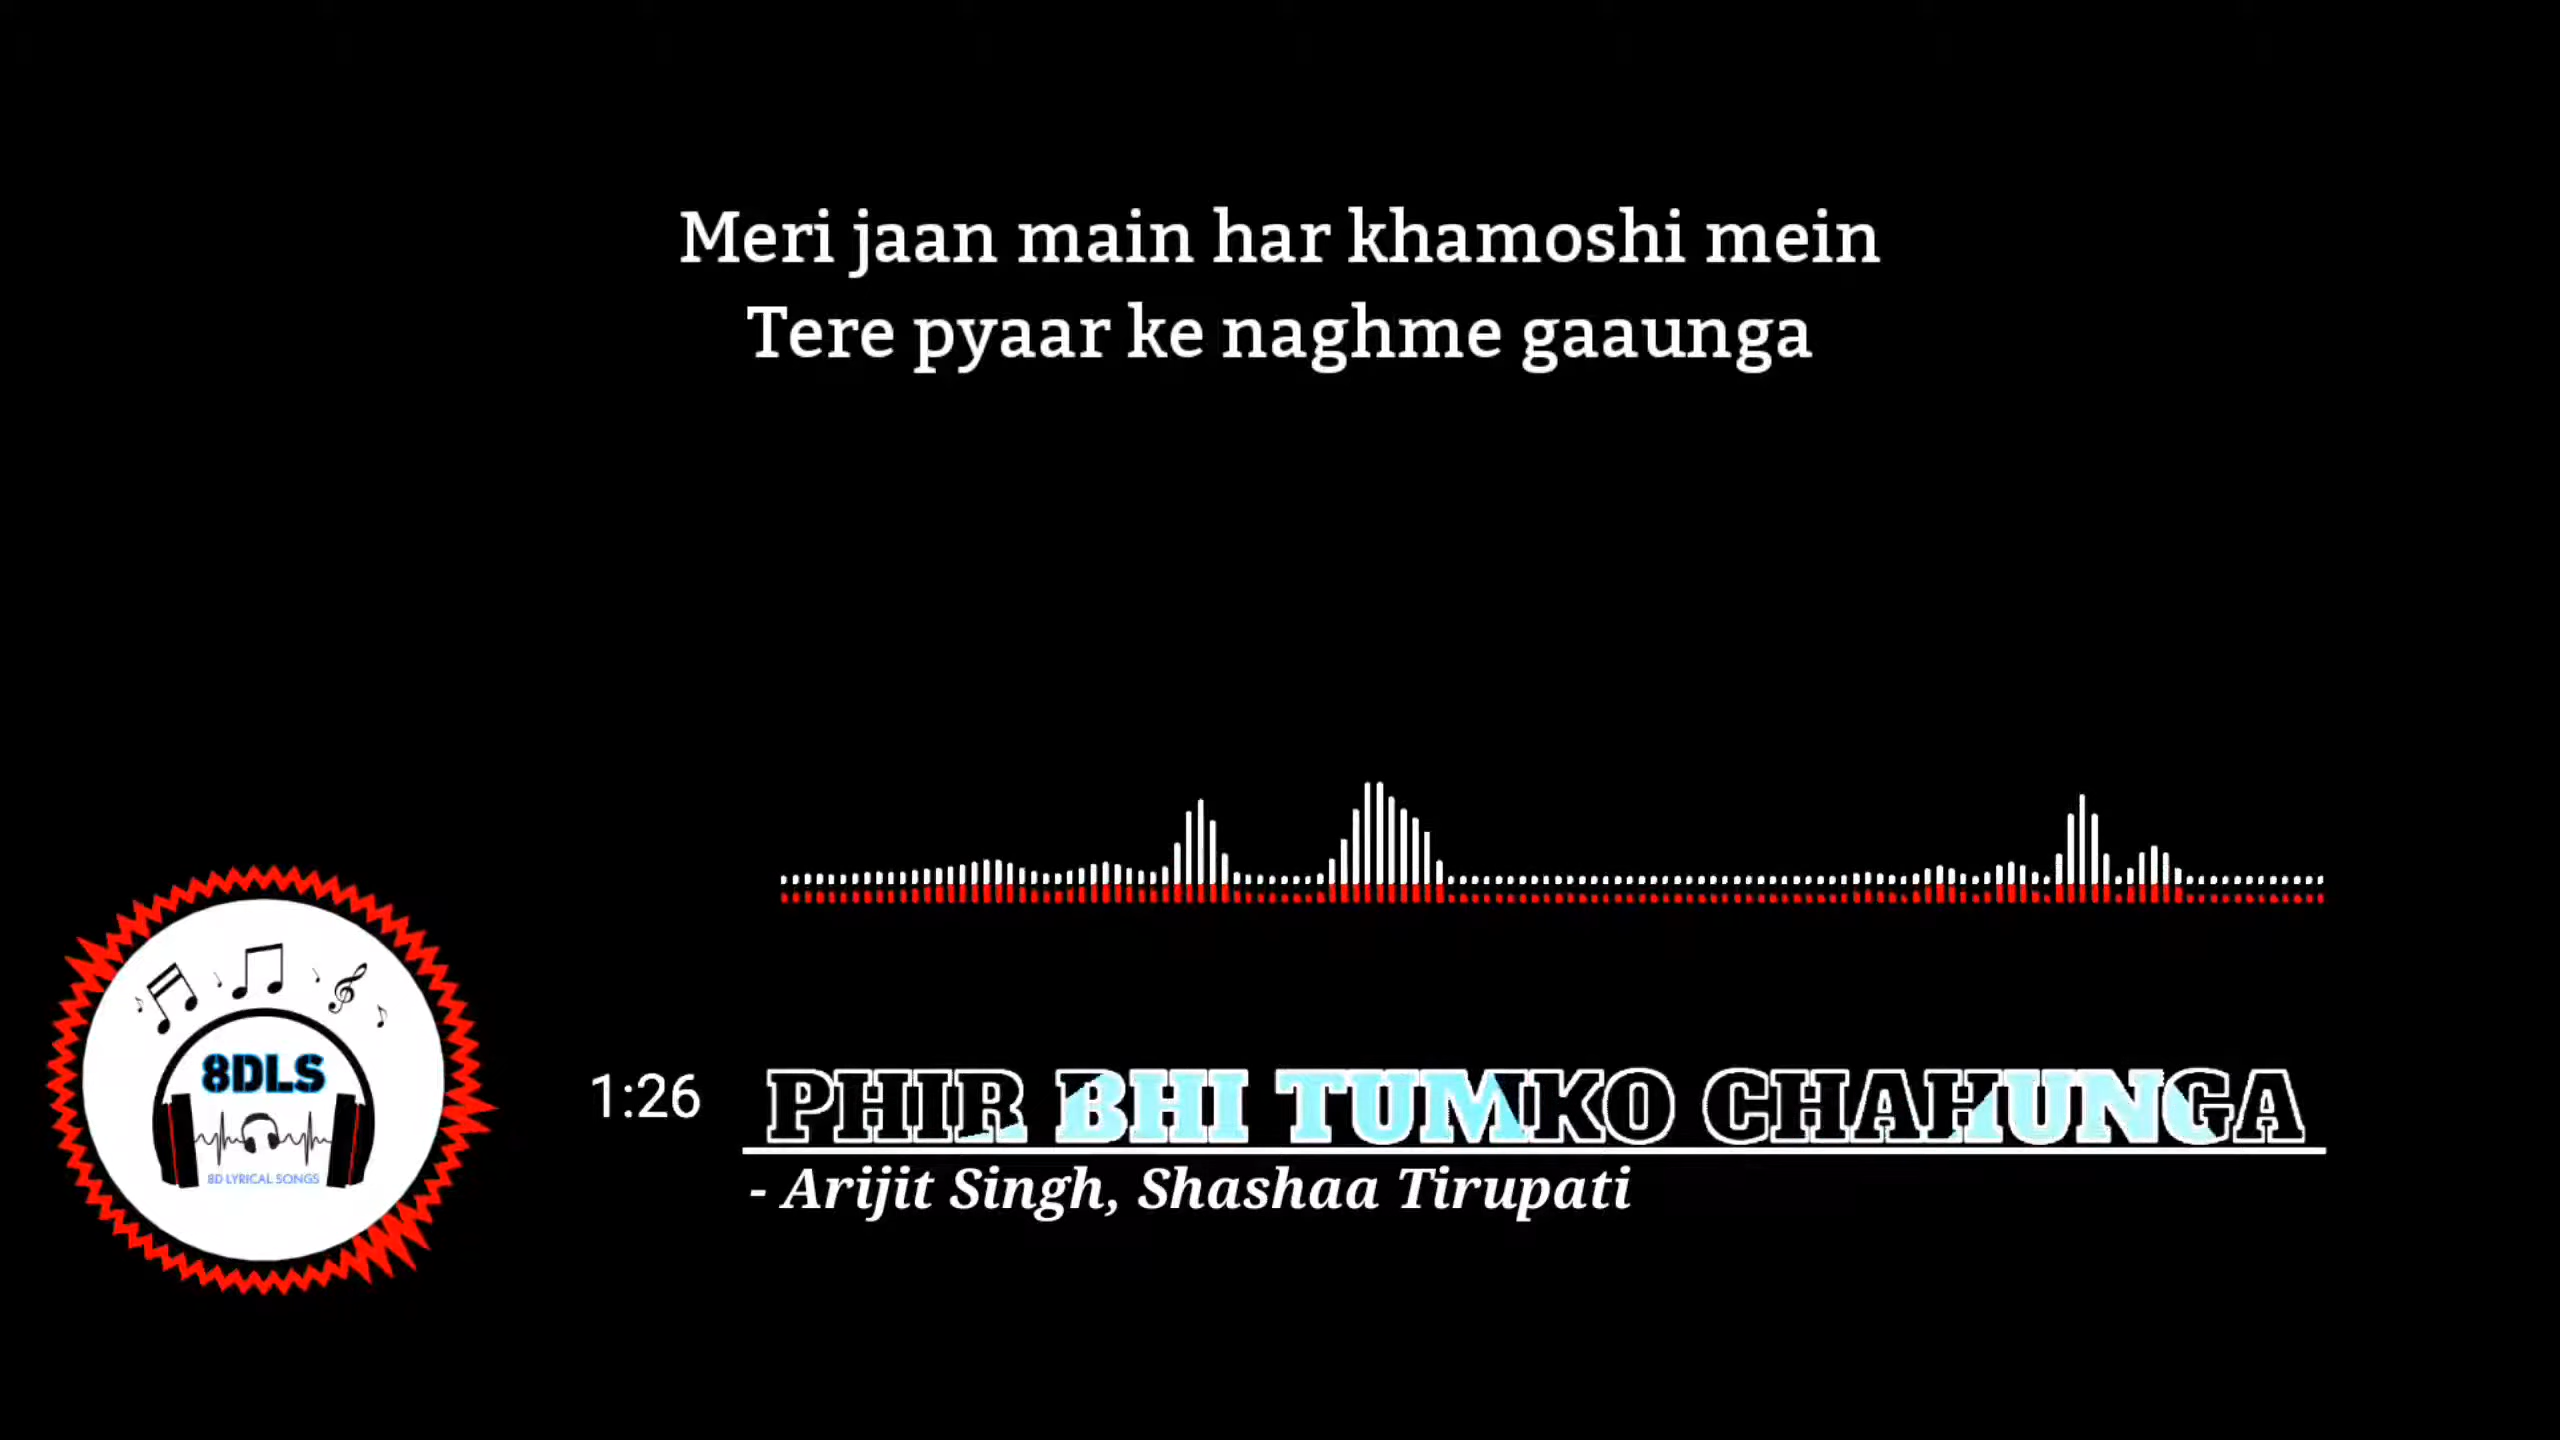 Meri jaan main har khamoshi mein
Tere pyaar ke naghme gaaunga
8DLS
8D LYRICAL SONGS
1:26
PHIR BHI TUMKO CHAHUNGA
- Arijit Singh, Shashaa Tirupati